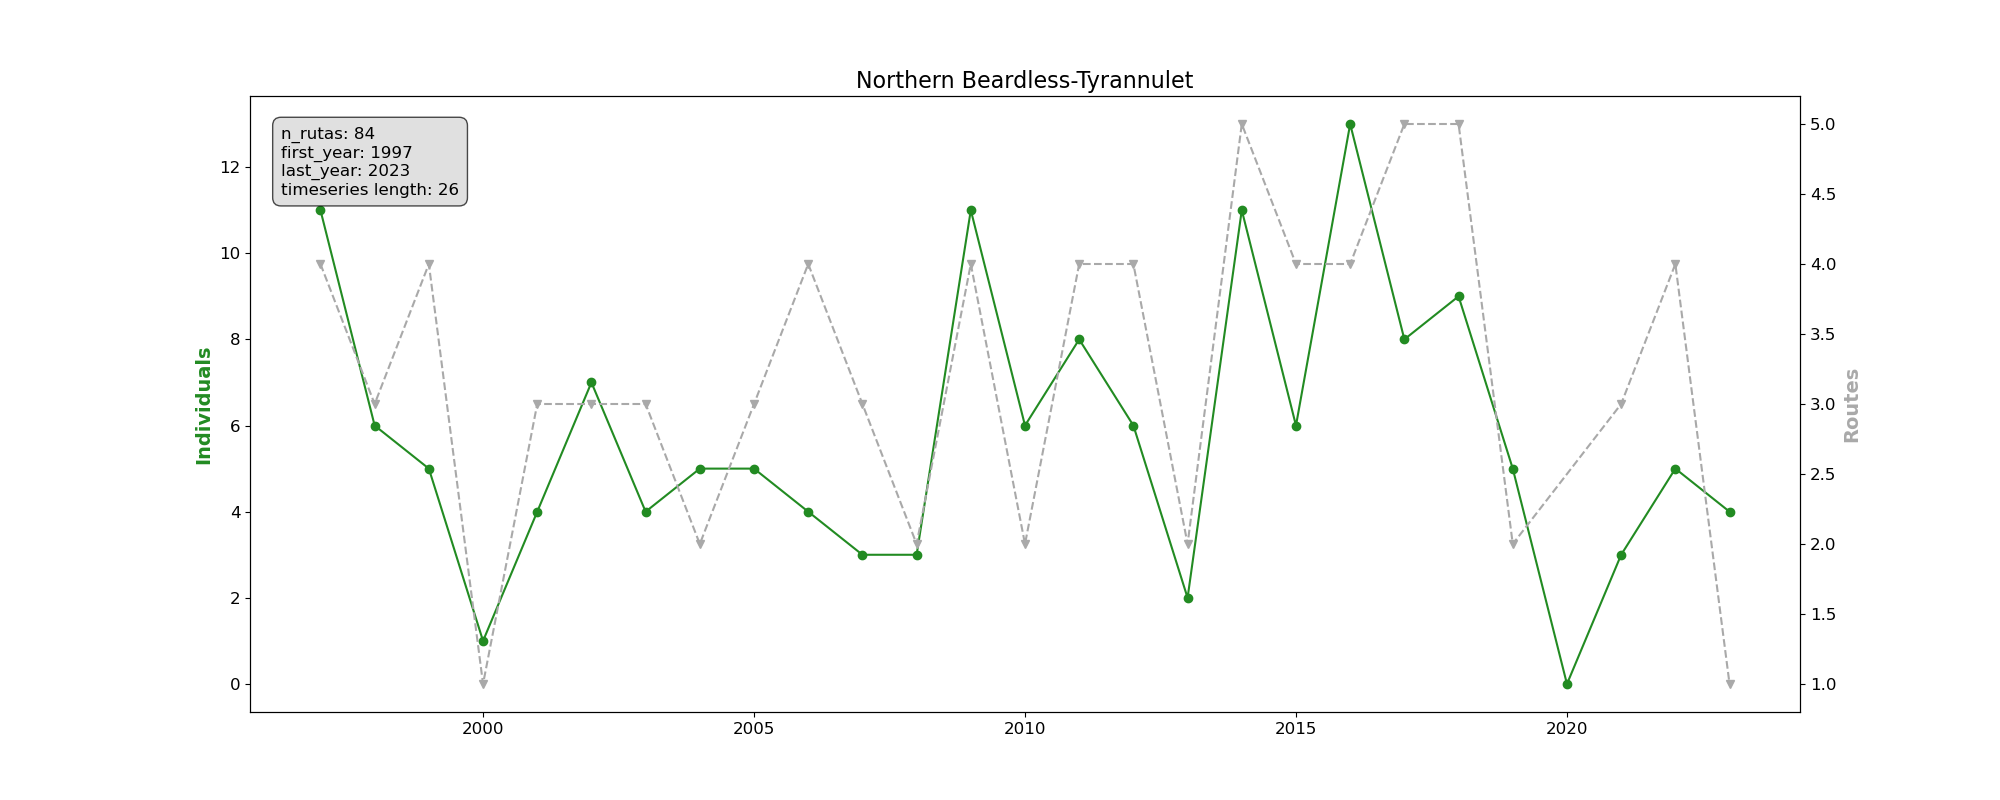 Northern Beardless-Tyrannulet
n_rutas: 84
first_year: 1997
last_year: 2023
timeseries length: 26
Individuals
12
10
8
6
4
2
0
5.0
4.5
4.0
3.5
3.0
2.5
2.0
1.5
1.0
Routes
2000 2005 2010 2015 2020